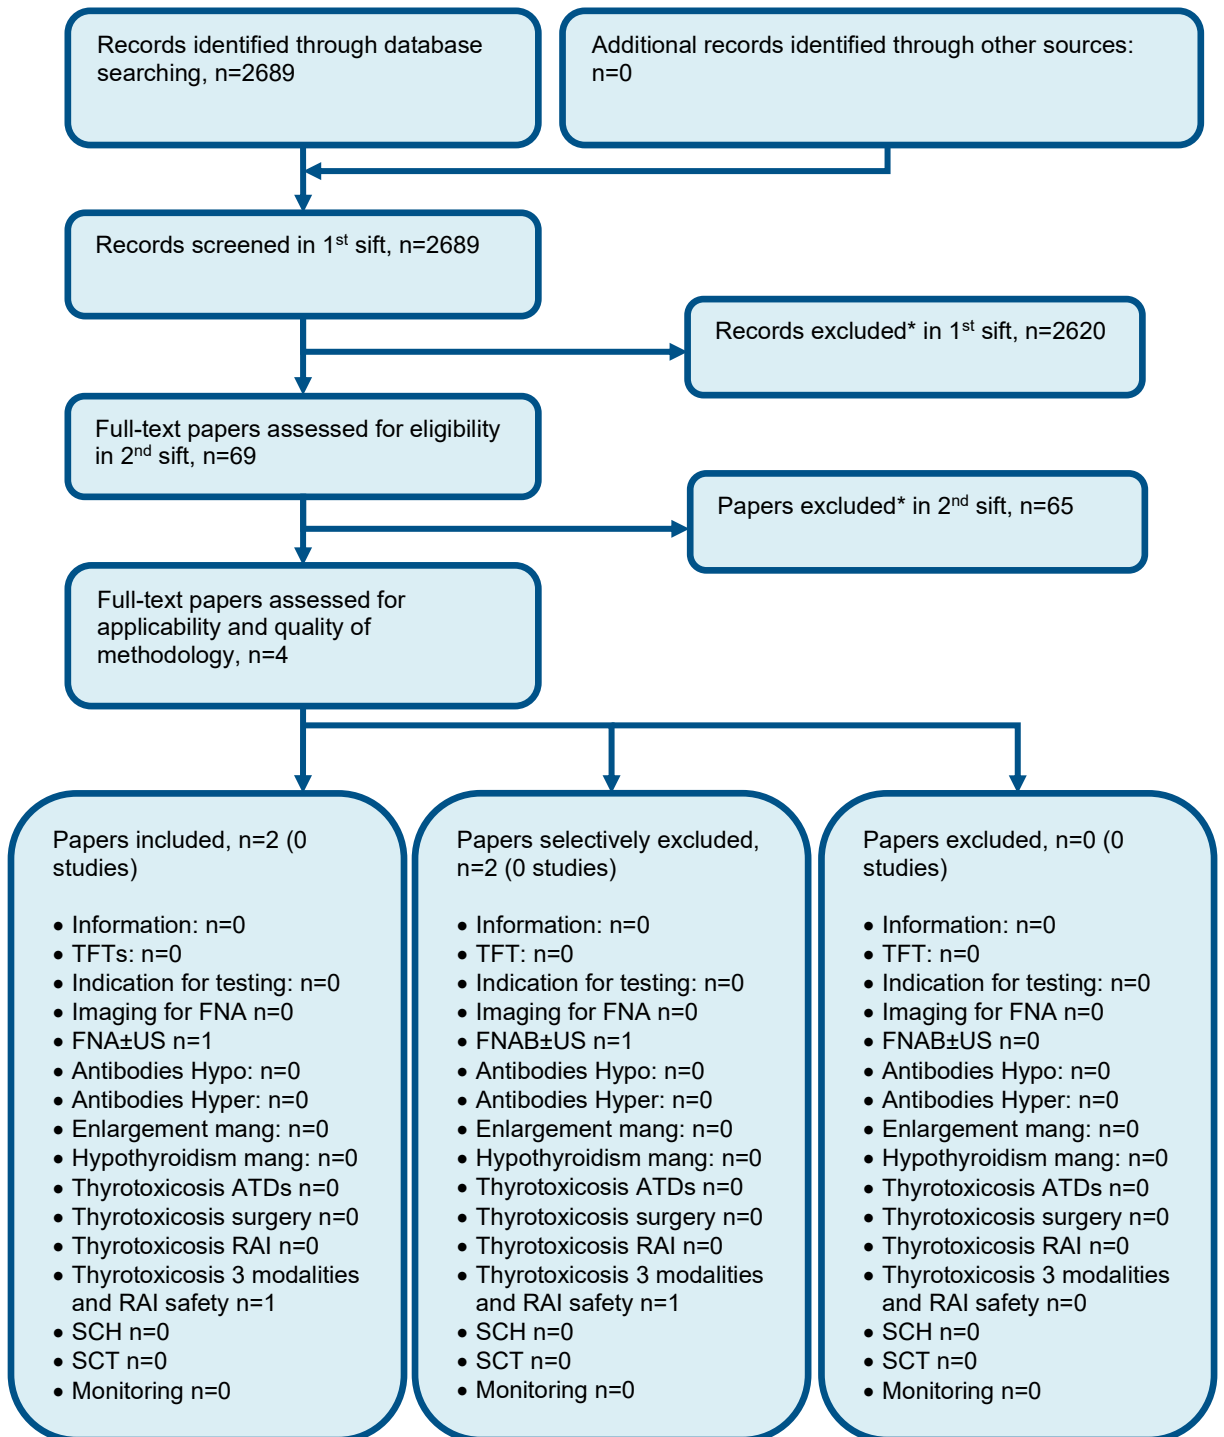 Records identified through database
searching, n=2689
Additional records identified through other sources:
n=0
Records screened in 1st sift, n=2689
Records excluded* in 1st sift, n=2620
Full-text papers assessed for eligibility
in 2nd sift, n=69
Papers excluded* in 2nd sift, n=65
Full-text papers assessed for
applicability and quality of
methodology, n=4
Papers included, n=2 (0
studies)
• Information: n=0
• TFTs: n=0
• Indication for testing: n=0
• Imaging for FNA n=0
• FNA±US n=1
• Antibodies Hypo: n=0
• Antibodies Hyper: n=0
• Enlargement mang: n=0
• Hypothyroidism mang: n=0
• Thyrotoxicosis ATDs n=0
• Thyrotoxicosis surgery n=0
• Thyrotoxicosis RAI n=0
• Thyrotoxicosis 3 modalities
and RAI safety n=1
• SCH n=0
• SCT n=0
• Monitoring n=0
Papers selectively excluded,
n=2 (0 studies)
• Information: n=0
• TFT: n=0
• Indication for testing: n=0
• Imaging for FNA n=0
• FNAB±US n=1
• Antibodies Hypo: n=0
• Antibodies Hyper: n=0
• Enlargement mang: n=0
• Hypothyroidism mang: n=0
• Thyrotoxicosis ATDs n=0
• Thyrotoxicosis surgery n=0
• Thyrotoxicosis RAI n=0
• Thyrotoxicosis 3 modalities
and RAI safety n=1
• SCH n=0
• SCT n=0
• Monitoring n=0
Papers excluded, n=0 (0
studies)
• Information: n=0
• TFT: n=0
• Indication for testing: n=0
• Imaging for FNA n=0
• FNAB±US n=0
• Antibodies Hypo: n=0
• Antibodies Hyper: n=0
• Enlargement mang: n=0
• Hypothyroidism mang: n=0
• Thyrotoxicosis ATDs n=0
• Thyrotoxicosis surgery n=0
• Thyrotoxicosis RAI n=0
• Thyrotoxicosis 3 modalities
and RAI safety n=0
• SCH n=0
• SCT n=0
• Monitoring n=0